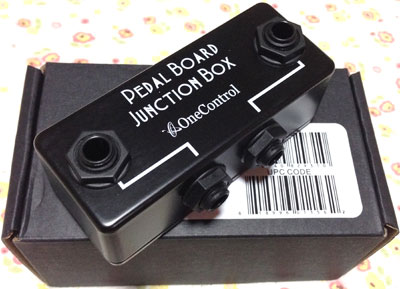 PEDAL BOARD
JUNCTION BOX
OneControl
UPC CODE